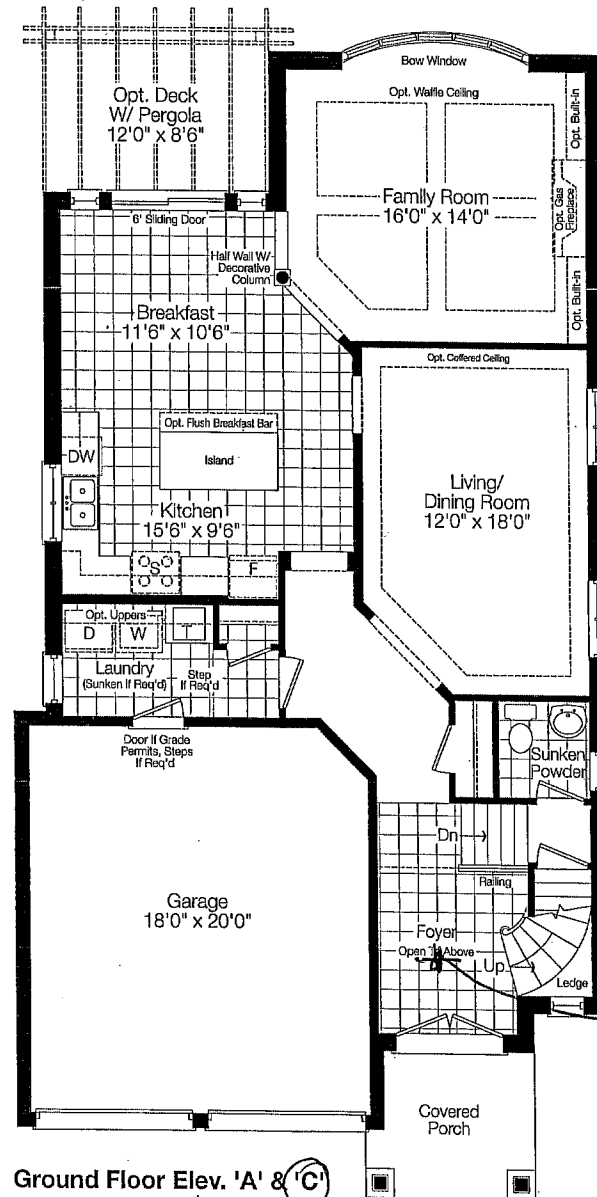 Bow Window
Opt. Deck
W/ Pergola
12'0" x 8'6"
Opt. Waffle Ceiling
Opt. Built-in
Family Room
16'0" x 14'0"
Opt. Gas
Fireplace
Opt. Built-in
6' Sliding Door
Half Wall W/
Decorative
Column
Breakfast
11'6" x 10'6"
Opt. Coffered Ceiling
Opt. Flush Breakfast Bar
Island
DW
Kitchen
15'6" x 9'6"
S
F
Living/
Dining Room
12'0" x 18'0"
Opt. Uppers
D
W
T
Laundry
(Sunken If Req'd)
Step
If Req'd
Door If Grade
Permits, Steps
If Req'd
Sunken
Powder
Dn
Railing
Garage
18'0" x 20'0"
Foyer
Open To Above
Up
Ledge
Covered
Porch
Ground Floor Elev. 'A' & 'C'